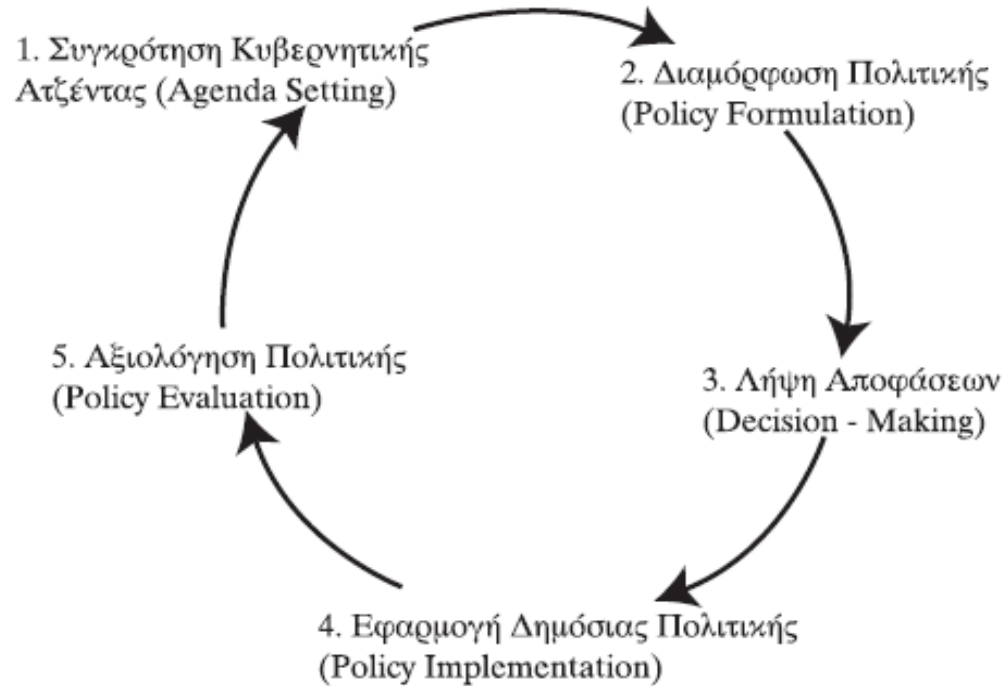 1. Συγκρότηση Κυβερνητικής
Ατζέντας (Agenda Setting)
2. Διαμόρφωση Πολιτικής
(Policy Formulation)
3. Λήψη Αποφάσεων
(Decision - Making)
4. Εφαρμογή Δημόσιας Πολιτικής
(Policy Implementation)
5. Αξιολόγηση Πολιτικής
(Policy Evaluation)